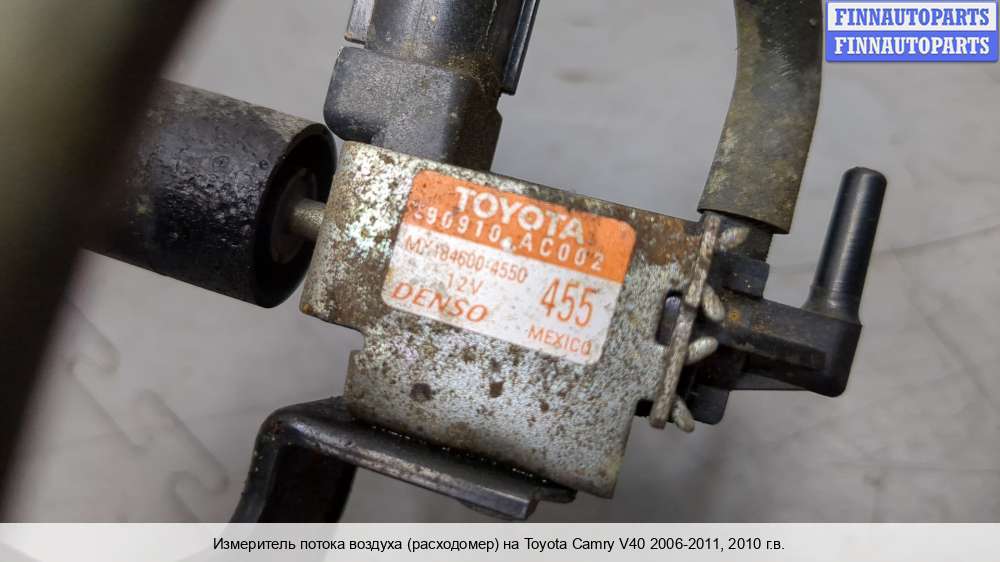 FINNAUTOPARTS
FINNAUTOPARTS
TOYOTA
90910-AC002
MX184600-4550
12V
455
DENSO
MEXICO
Измеритель потока воздуха (расходомер) на Toyota Camry V40 2006-2011, 2010 г.в.